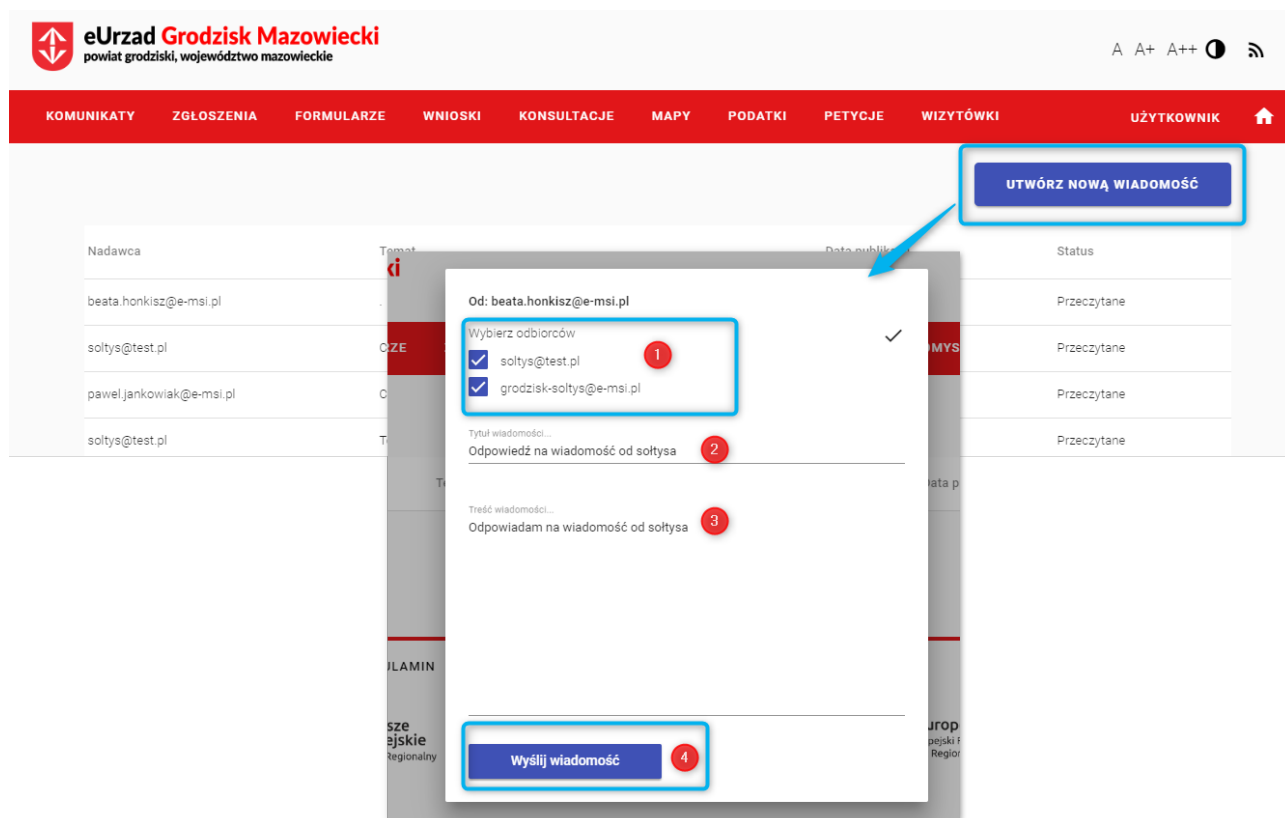 eUrzad Grodzisk Mazowiecki
powiat grodziski, województwo mazowieckie
A A+ A++
KOMUNIKATY ZGŁOSZENIA FORMULARZE WNIOSKI KONSULTACJE MAPY PODATKI PETYCJE WIZYTÓWKI UŻYTKOWNIK
UTWÓRZ NOWĄ WIADOMOŚĆ
Nadawca Temat Status
beata.honkisz@e-msi.pl . Przeczytane
soltys@test.pl Przeczytane
pawel.jankowiak@e-msi.pl Przeczytane
soltys@test.pl Przeczytane
Od: beata.honkisz@e-msi.pl
Wybierz odbiorców
soltys@test.pl 1
grodzisk-soltys@e-msi.pl
Tytuł wiadomości...
Odpowiedź na wiadomość od sołtysa 2
Treść wiadomości...
Odpowiadam na wiadomość od sołtysa 3
Wyślij wiadomość 4
Regionalny